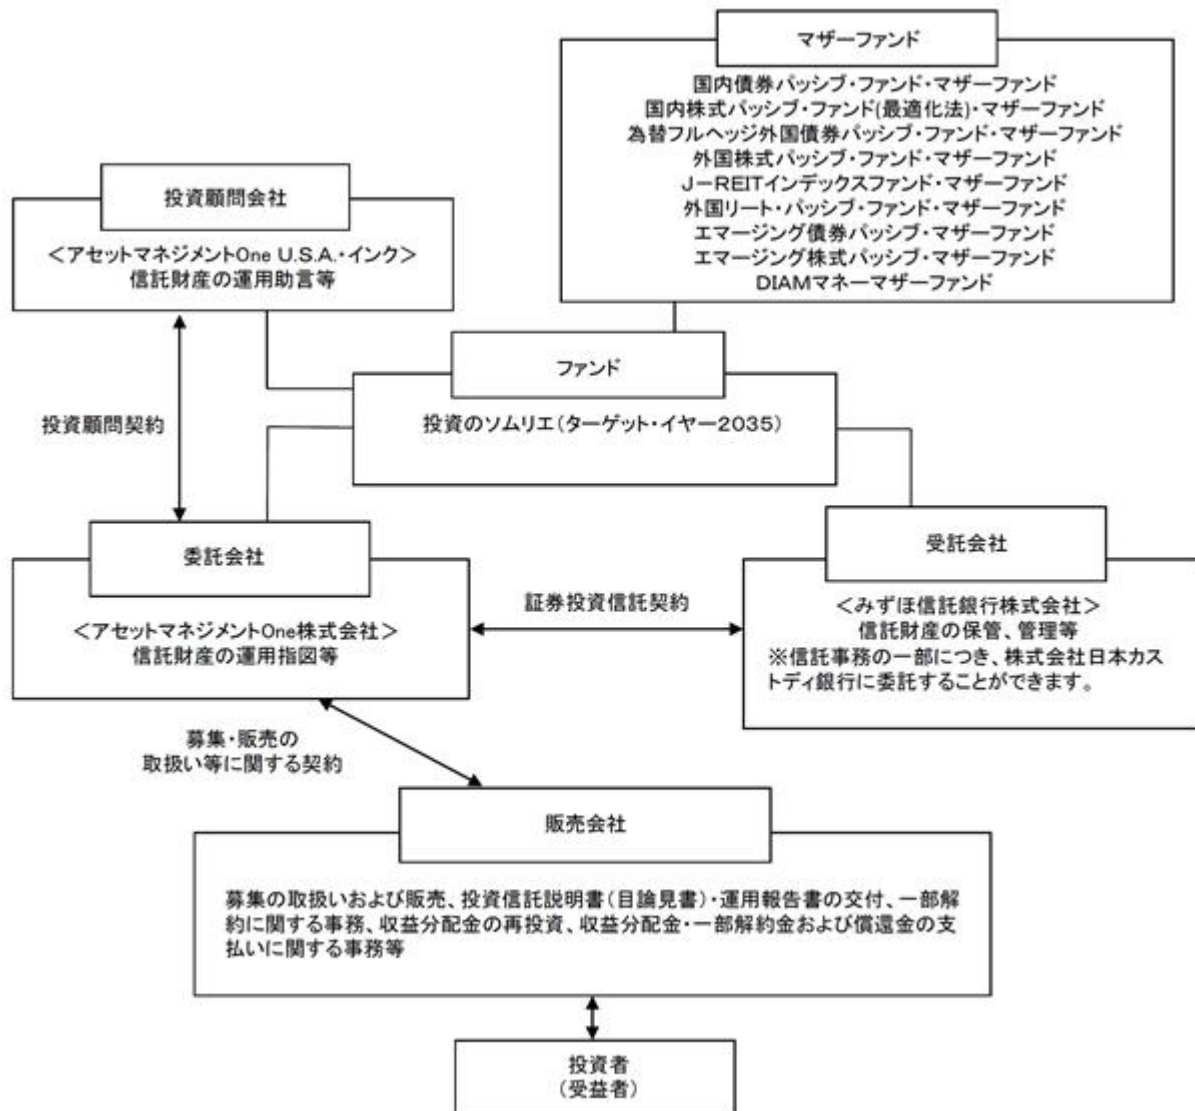 マザーファンド
国内債券パッシブ・ファンド・マザーファンド
国内株式パッシブ・ファンド(最適化法)・マザーファンド
為替フルヘッジ外国債券パッシブ・ファンド・マザーファンド
外国株式パッシブ・ファンド・マザーファンド
J－REITインデックスファンド・マザーファンド
外国リート・パッシブ・ファンド・マザーファンド
エマージング債券パッシブ・マザーファンド
エマージング株式パッシブ・マザーファンド
DIAMマネーマザーファンド
投資顧問会社
＜アセットマネジメントOne U.S.A.・インク＞
信託財産の運用助言等
ファンド
投資のソムリエ（ターゲット・イヤー2035）
投資顧問契約
委託会社
＜アセットマネジメントOne株式会社＞
信託財産の運用指図等
証券投資信託契約
受託会社
＜みずほ信託銀行株式会社＞
信託財産の保管、管理等
※信託事務の一部につき、株式会社日本カス
トディ銀行に委託することができます。
募集・販売の
取扱い等に関する契約
販売会社
募集の取扱いおよび販売、投資信託説明書（目論見書）・運用報告書の交付、一部解
約に関する事務、収益分配金の再投資、収益分配金・一部解約金および償還金の支
払いに関する事務等
投資者
（受益者）